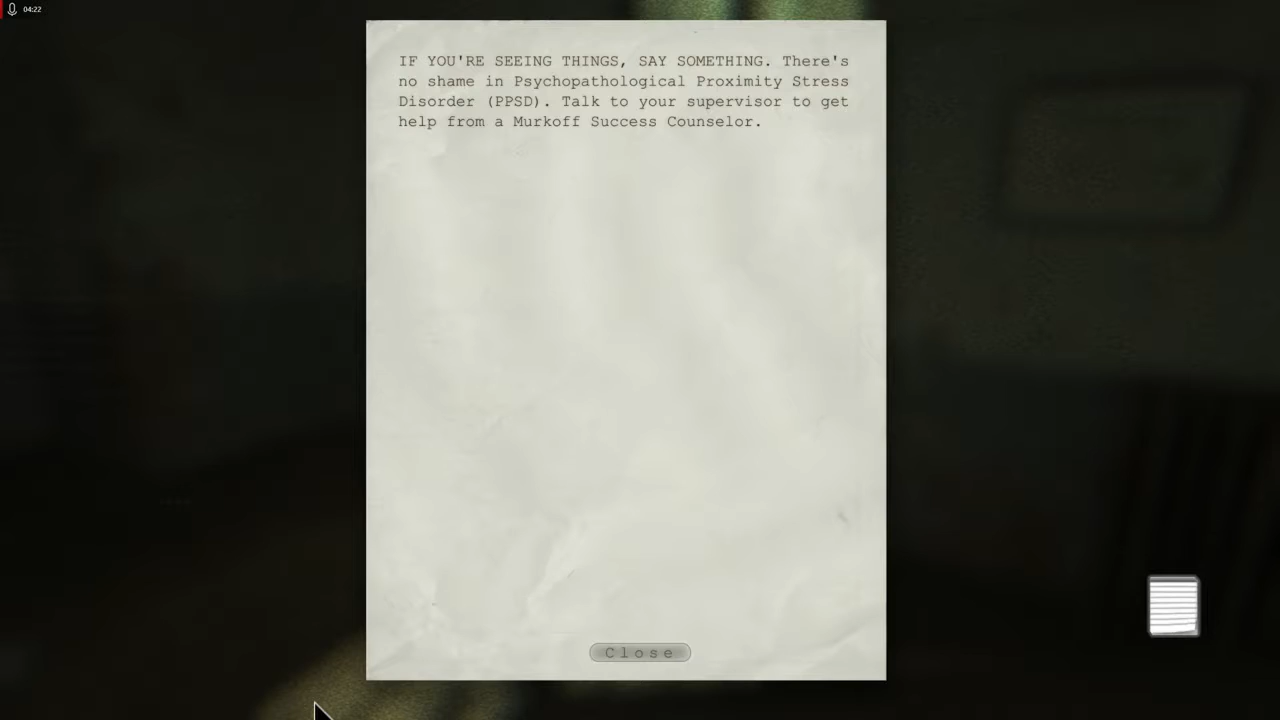 04:22
IF YOU'RE SEEING THINGS, SAY SOMETHING. There's
no shame in Psychopathological Proximity Stress
Disorder (PPSD). Talk to your supervisor to get
help from a Murkoff Success Counselor.
Close